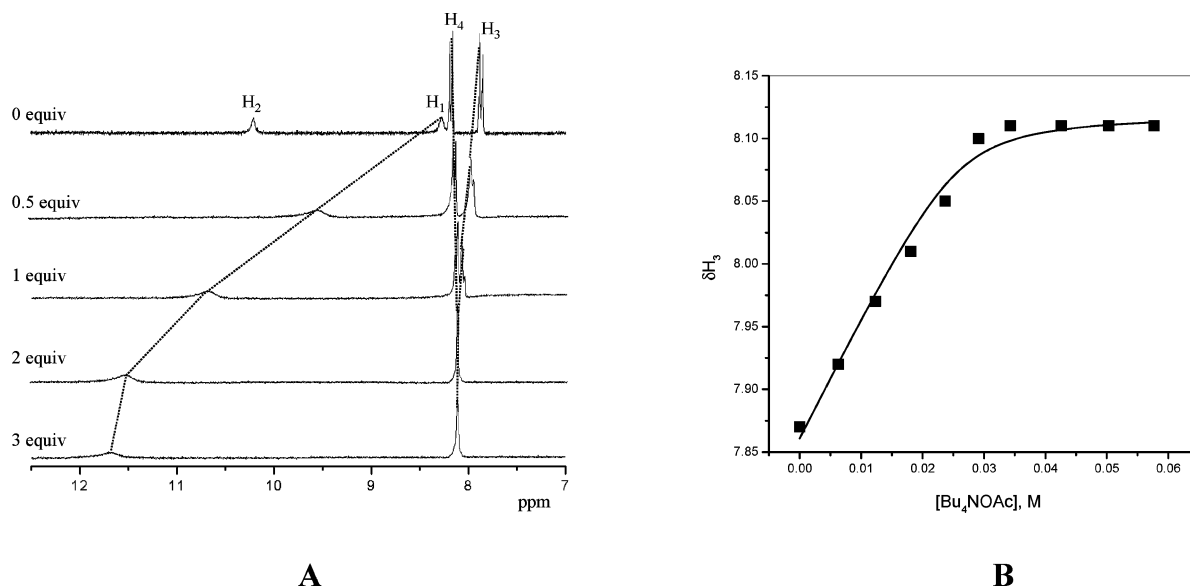 H4
H3
H2
H1
0 equiv
0.5 equiv
1 equiv
2 equiv
3 equiv
12 11 10 9 8 7
ppm
A
8.15
8.10
8.05
8.00
7.95
7.90
7.85
δH3
0.00 0.01 0.02 0.03 0.04 0.05 0.06
[Bu4NOAc], M
B